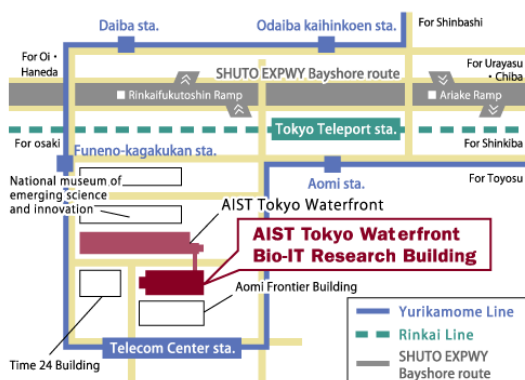 Daiba sta.
Odaiba kaihinkoen sta.
For Shinbashi
For Oi・
Haneda
SHUTO EXPWY Bayshore route
For Urayasu
・Chiba
Rinkaifukutoshin Ramp
Ariake Ramp
Tokyo Teleport sta.
For osaki
For Shinkiba
Funeno-kagakukan sta.
Aomi sta.
For Toyosu
National museum of
emerging science
and innovation
AIST Tokyo Waterfront
AIST Tokyo Waterfront
Bio-IT Research Building
Aomi Frontier Building
Time 24 Building
Telecom Center sta.
Yurikamome Line
Rinkai Line
SHUTO EXPWY
Bayshore route